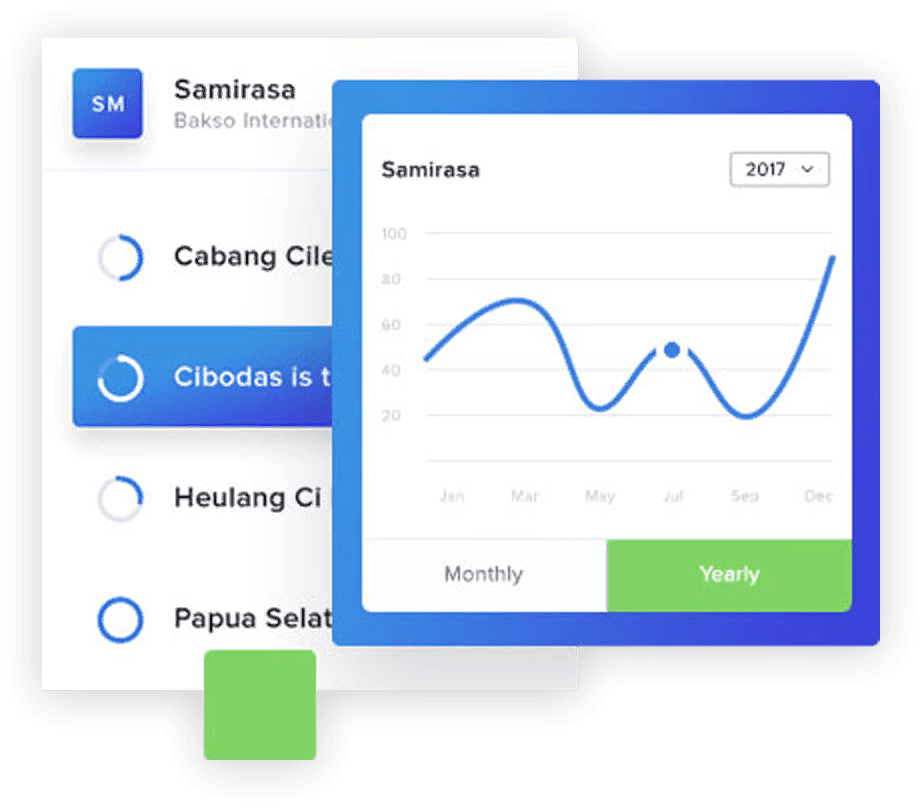 SM
Samirasa
Bakso Internati
Cabang Cile
Cibodas is t
Heulang Ci
Papua Selat
Samirasa
2017
100
80
60
40
20
Jan Mar May Jul Sep Dec
Monthly
Yearly